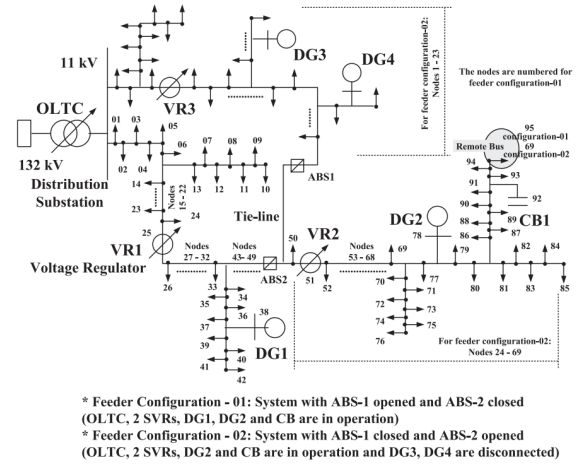 11 kV
OLTC
132 kV
Distribution
Substation
VR3
DG3
DG4
For feeder configuration-02:
Nodes 1 - 23
The nodes are numbered for
feeder configuration-01
95
configuration-01
69
configuration-02
Remote Bus
94
93
91
92
90
89
88
87
86
CB1
01
03
05
02
04
06
07
08
09
13
12
11
10
14
Nodes
15 - 22
23
24
25
VR1
Voltage Regulator
Tie-line
ABS1
ABS2
26
Nodes
27 - 32
33
Nodes
43- 49
50
VR2
51
52
Nodes
53 - 68
69
DG2
78
77
79
80
81
82
83
84
85
34
35
36
37
38
39
40
41
42
DG1
70
71
72
73
74
75
76
For feeder configuration-02:
Nodes 24 - 69
* Feeder Configuration - 01: System with ABS-1 opened and ABS-2 closed
(OLTC, 2 SVRs, DG1, DG2 and CB are in operation)
* Feeder Configuration - 02: System with ABS-1 closed and ABS-2 opened
(OLTC, 2 SVRs, DG2 and CB are in operation and DG3, DG4 are disconnected)